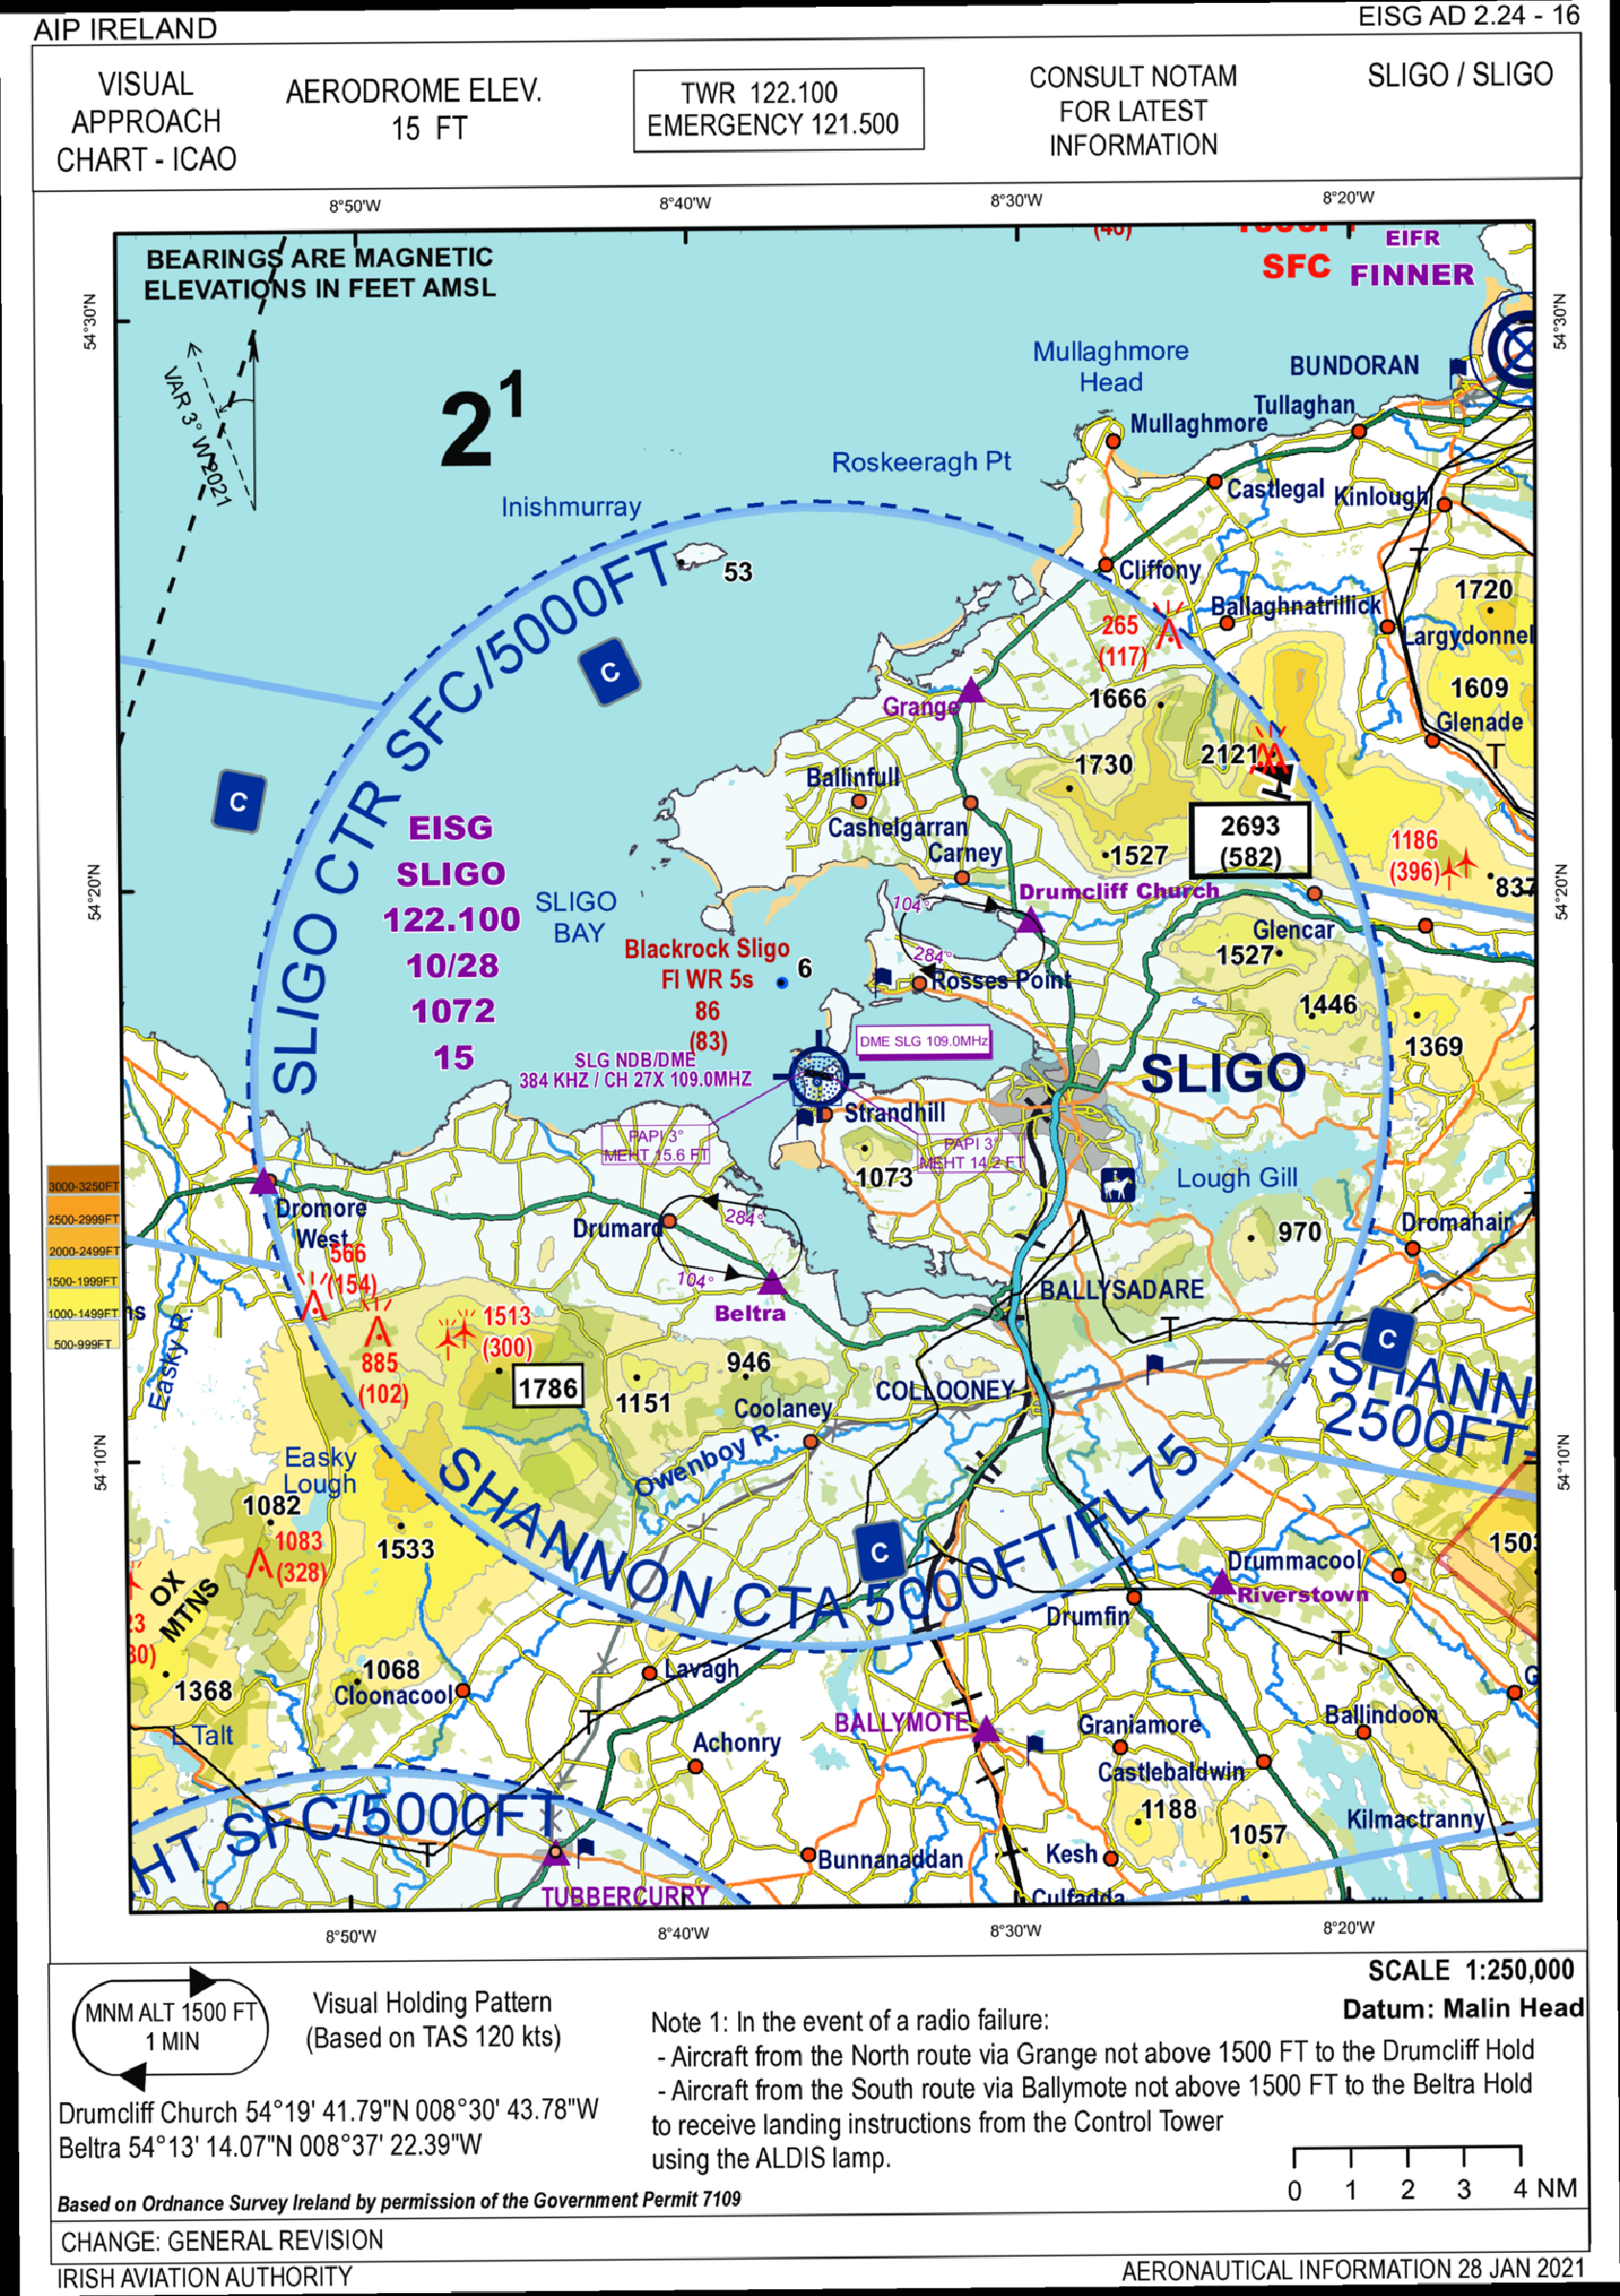 AIP IRELAND
EISG AD 2.24 - 16
VISUAL
APPROACH
CHART - ICAO
AERODROME ELEV.
15 FT
TWR 122.100
EMERGENCY 121.500
CONSULT NOTAM
FOR LATEST
INFORMATION
SLIGO / SLIGO
8°50'W
8°40'W
8°30'W
8°20'W
BEARINGS ARE MAGNETIC
ELEVATIONS IN FEET AMSL
SFC
EIFR
FINNER
54°30'N
54°30'N
VAR 3° W 2021
2¹
Mullaghmore
Head
BUNDORAN
Tullaghan
Mullaghmore
Roskeeragh Pt
Castlegal
Kinlough
Inishmurray
53
Cliffony
T
1720
265
(117)
Ballaghnatrillick
Largydonnel
SLIGO CTR SFC/5000FT
C
Grange
1666
1609
Glenade
T
2121
1730
Ballinfull
C
Cashelgarran
Carney
1527
2693
(582)
H
1186
(396)
837
54°20'N
54°20'N
EISG
SLIGO
122.100
10/28
1072
15
SLIGO
BAY
Drumcliff Church
104°
284°
Glencar
1527
Blackrock Sligo
Fl WR 5s
86
(83)
6
Rosses Point
1446
1369
DME SLG 109.0MHz
SLG NDB/DME
384 KHZ / CH 27X 109.0MHZ
SLIGO
Strandhill
PAPI 3°
MEHT 15.6 FT
PAPI 3°
MEHT 14.2 FT
1073
Lough Gill
3000-3250FT
2500-2999FT
2000-2499FT
1500-1999FT
1000-1499FT
500-999FT
Dromore
West
Drumard
284°
104°
Beltra
970
Dromahair
566
(154)
BALLYSADARE
T
C
1513
(300)
885
(102)
1786
1151
946
Easky R.
COLLOONEY
Coolaney
Owenboy R.
SHANN
2500FT-
54°10'N
54°10'N
Easky
Lough
1082
1083
(328)
1533
SHANNON CTA 5000FT/FL75
C
1503
OX
MTNS
Drummacool
Riverstown
Drumfin
T
1368
1068
Cloonacool
Lavagh
L Talt
T
BALLYMOTE
Achonry
Graniamore
Ballindoon
Castlebaldwin
1188
1057
Kilmactranny
HT SFC/5000FT
T
TUBBERCURRY
Bunnanaddan
Kesh
Culfadda
8°50'W
8°40'W
8°30'W
8°20'W
MNM ALT 1500 FT
1 MIN
Visual Holding Pattern
(Based on TAS 120 kts)
Drumcliff Church 54°19' 41.79"N 008°30' 43.78"W
Beltra 54°13' 14.07"N 008°37' 22.39"W
Note 1: In the event of a radio failure:
- Aircraft from the North route via Grange not above 1500 FT to the Drumcliff Hold
- Aircraft from the South route via Ballymote not above 1500 FT to the Beltra Hold
to receive landing instructions from the Control Tower
using the ALDIS lamp.
SCALE 1:250,000
Datum: Malin Head
0 1 2 3 4 NM
Based on Ordnance Survey Ireland by permission of the Government Permit 7109
CHANGE: GENERAL REVISION
IRISH AVIATION AUTHORITY
AERONAUTICAL INFORMATION 28 JAN 2021